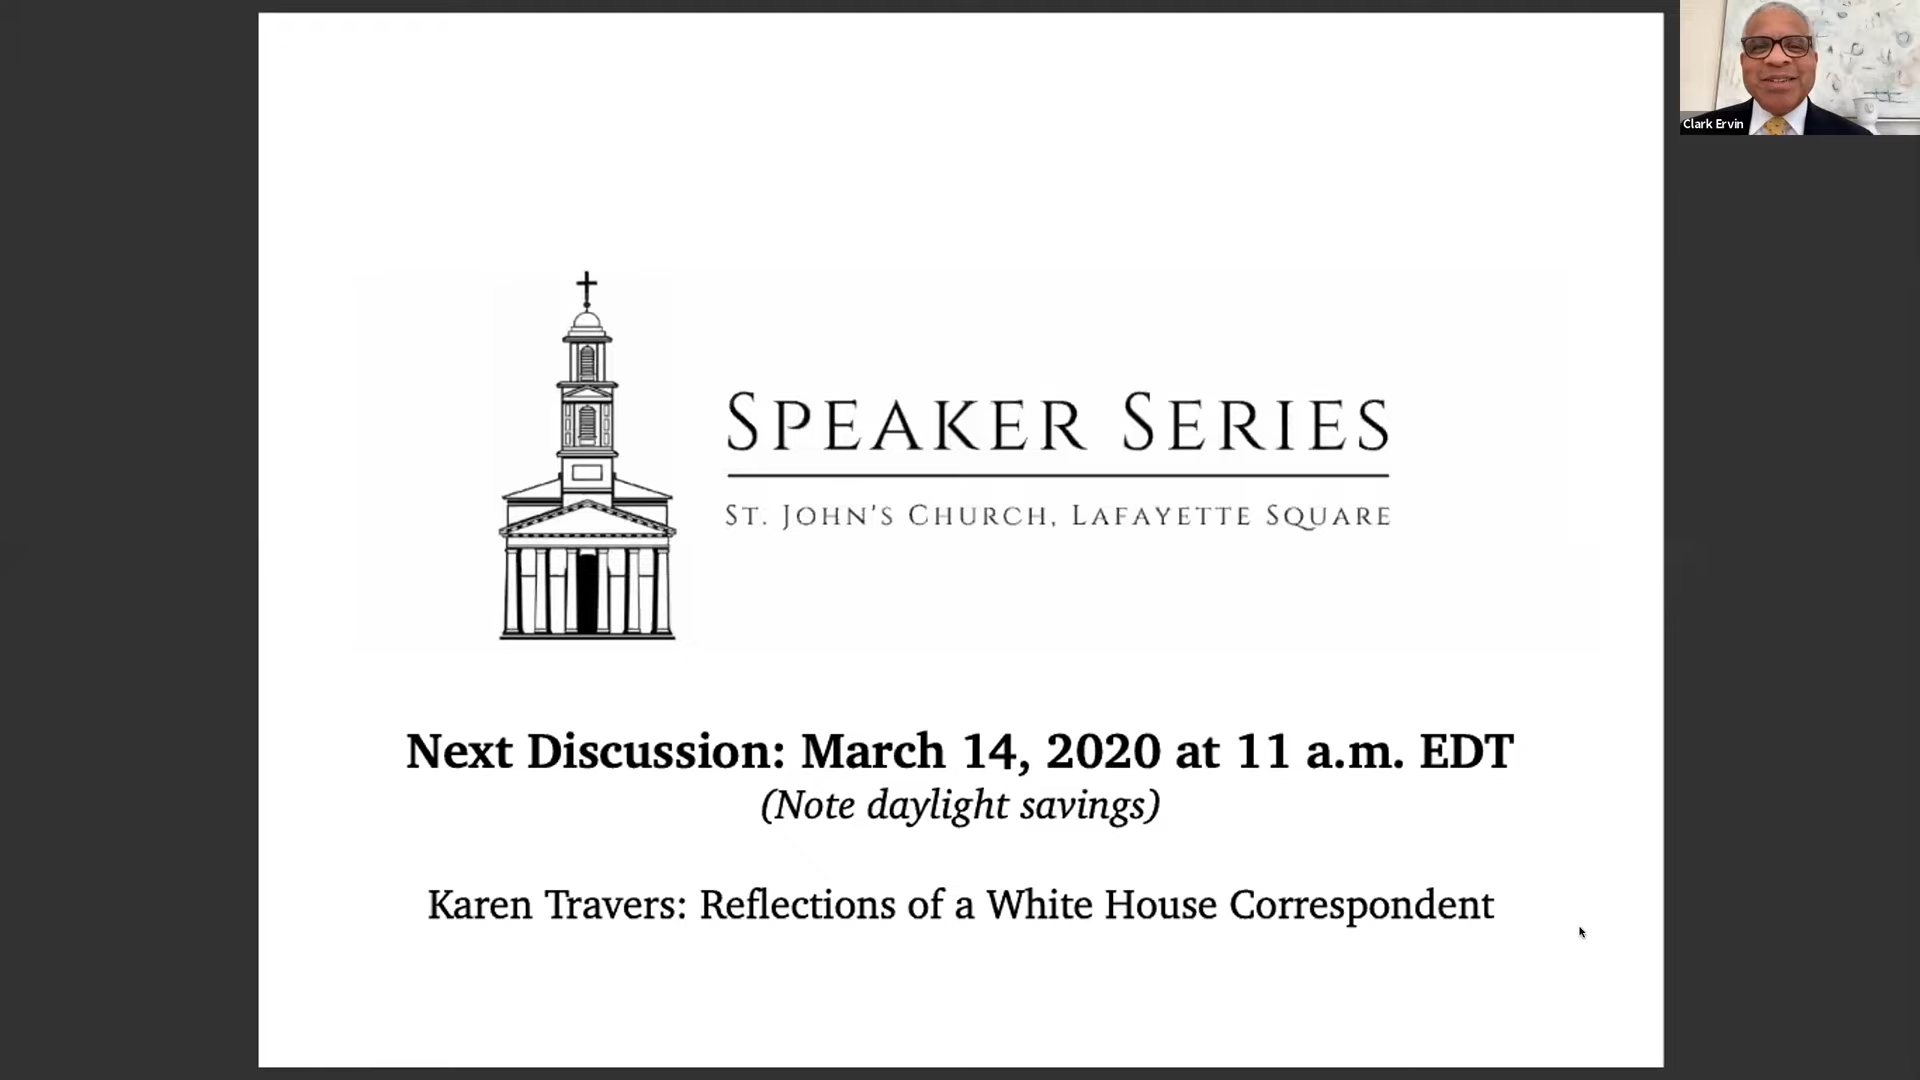 Clark Ervin
SPEAKER SERIES
ST. JOHN'S CHURCH, LAFAYETTE SQUARE
Next Discussion: March 14, 2020 at 11 a.m. EDT
(Note daylight savings)
Karen Travers: Reflections of a White House Correspondent